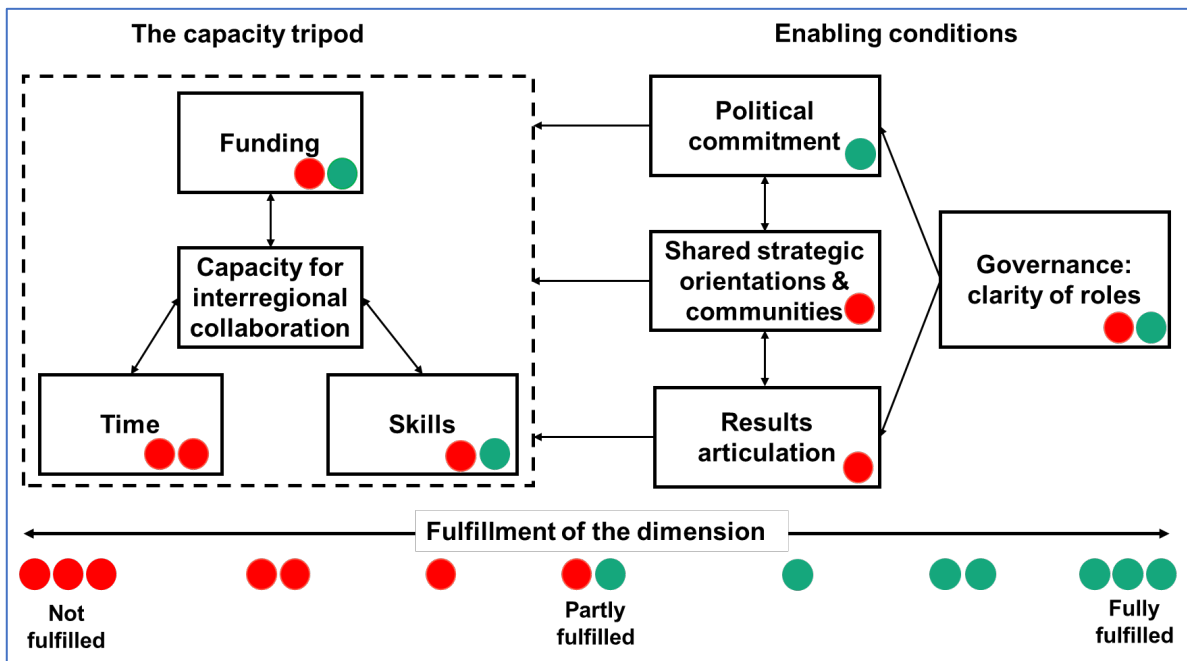 The capacity tripod
Enabling conditions
Funding
Capacity for
interregional
collaboration
Time
Skills
Political
commitment
Shared strategic
orientations &
communities
Results
articulation
Governance:
clarity of roles
Fulfillment of the dimension
Not
fulfilled
Partly
fulfilled
Fully
fulfilled